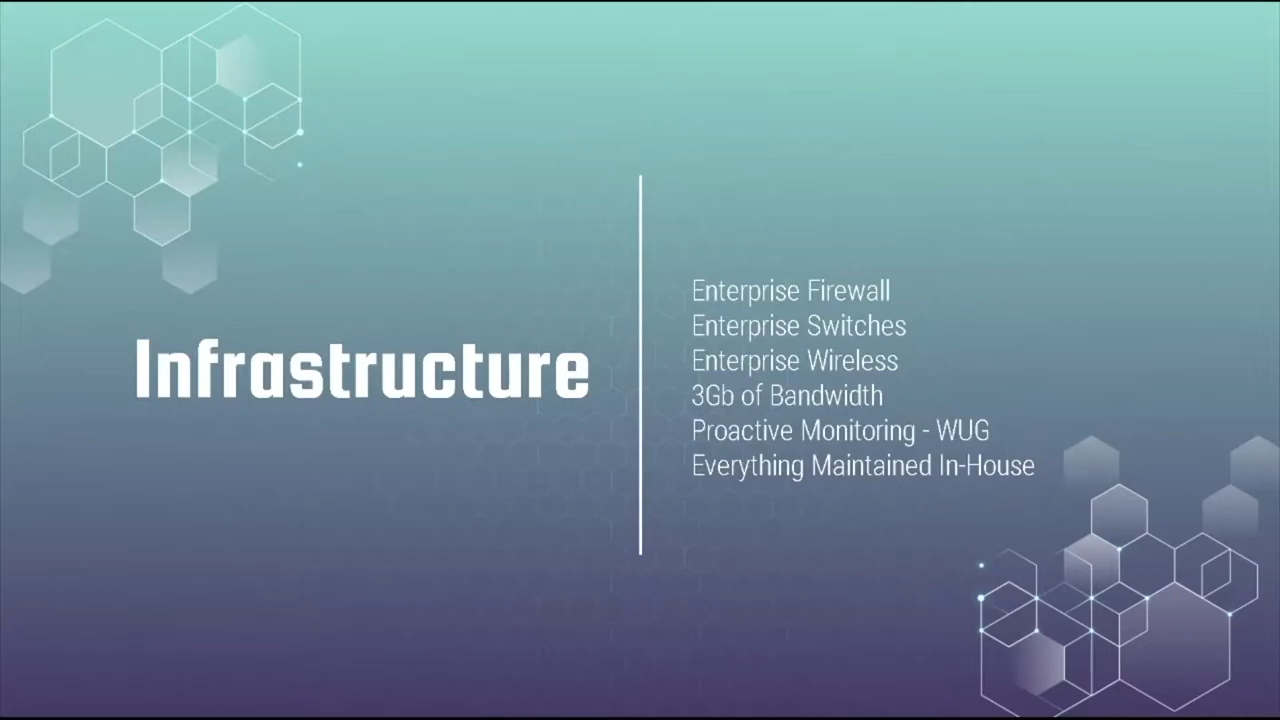 Infrastructure
Enterprise Firewall
Enterprise Switches
Enterprise Wireless
3Gb of Bandwidth
Proactive Monitoring - WUG
Everything Maintained In-House